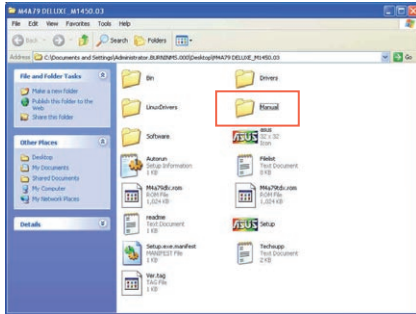 M4A79 DELUXE_M1450.03
File Edit View Favorites Tools Help
Back Search Folders
Address C:\Documents and Settings\Administrator.BURNINM5.000\Desktop\M4A79 DELUXE_M1450.03 Go
File and Folder Tasks
Make a new folder
Publish this folder to the Web
Share this folder
Other Places
Desktop
My Documents
Shared Documents
My Computer
My Network Places
Details
Bin
Drivers
LinuxDrivers
Manual
Software
ASUS
32 x 32
Icon
Autorun
Setup Information
1 KB
Filelist
Text Document
M4A79dlx.rom
ROM File
1,024 KB
M4a79tdx.rom
ROM File
1,024 KB
readme
Text Document
1 KB
ASUS Setup
Setup.exe.manifest
MANIFEST File
1 KB
Techsupp
Text Document
2 KB
Ver.tag
TAG File
1 KB